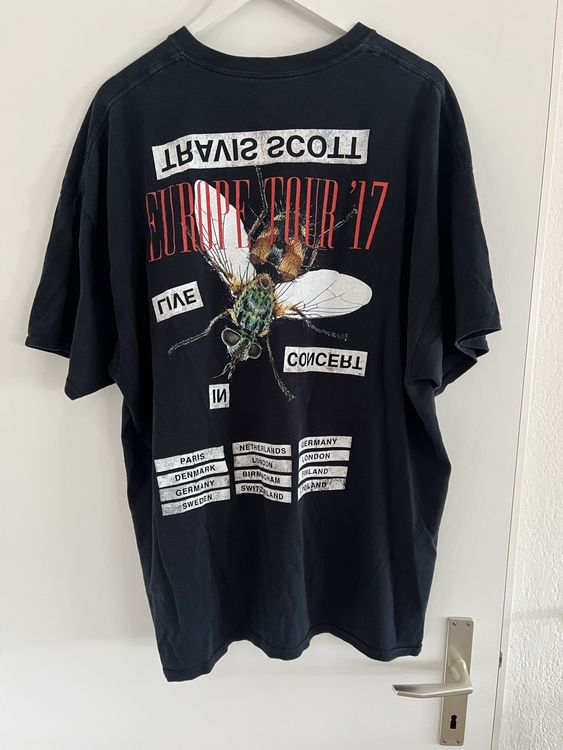 TRAVIS SCOTT
EUROPE TOUR '17
LIVE
CONCERT
IN
PARIS
DENMARK
GERMANY
SWEDEN
NETHERLANDS
LONDON
BIRMINGHAM
SWITZERLAND
GERMANY
LONDON
FINLAND
POLAND